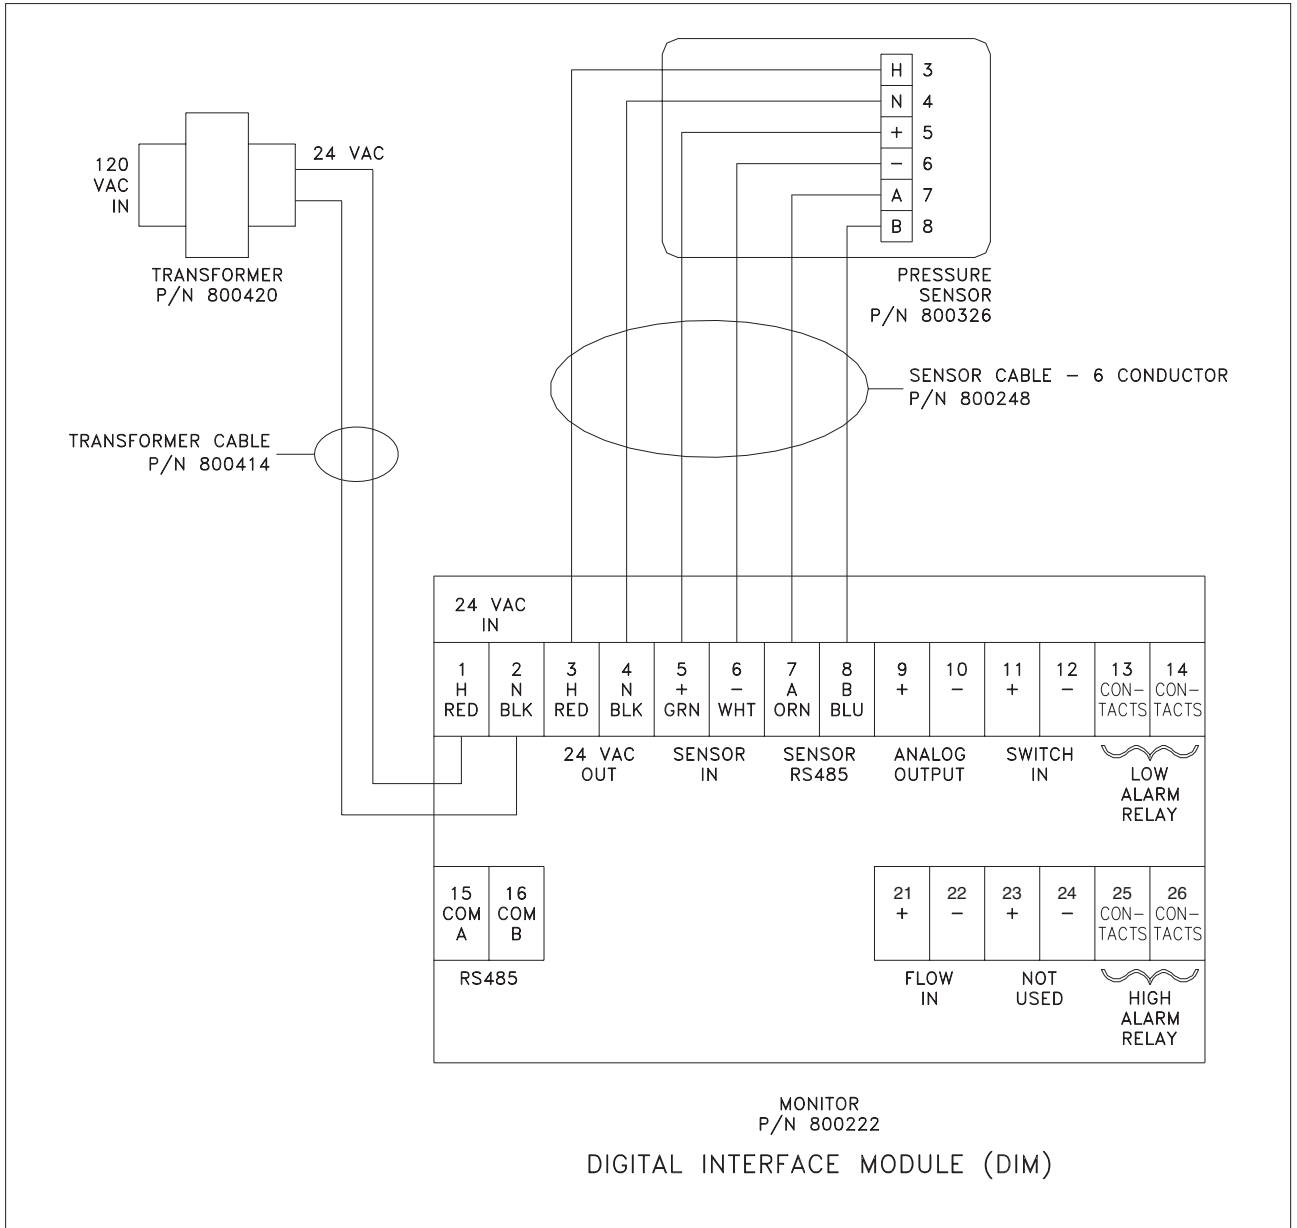 H 3
N 4
+ 5
− 6
A 7
B 8
24 VAC
120
VAC
IN
TRANSFORMER
P/N 800420
PRESSURE
SENSOR
P/N 800326
SENSOR CABLE − 6 CONDUCTOR
P/N 800248
TRANSFORMER CABLE
P/N 800414
24 VAC
IN
1
H
RED
2
N
BLK
3
H
RED
4
N
BLK
5
+
GRN
6
−
WHT
7
A
ORN
8
B
BLU
9
+
10
−
11
+
12
−
13
CON-
TACTS
14
CON-
TACTS
24 VAC
OUT
SENSOR
IN
SENSOR
RS485
ANALOG
OUTPUT
SWITCH
IN
LOW
ALARM
RELAY
15
COM
A
16
COM
B
21
+
22
−
23
+
24
−
25
CON-
TACTS
26
CON-
TACTS
RS485
FLOW
IN
NOT
USED
HIGH
ALARM
RELAY
MONITOR
P/N 800222
DIGITAL INTERFACE MODULE (DIM)